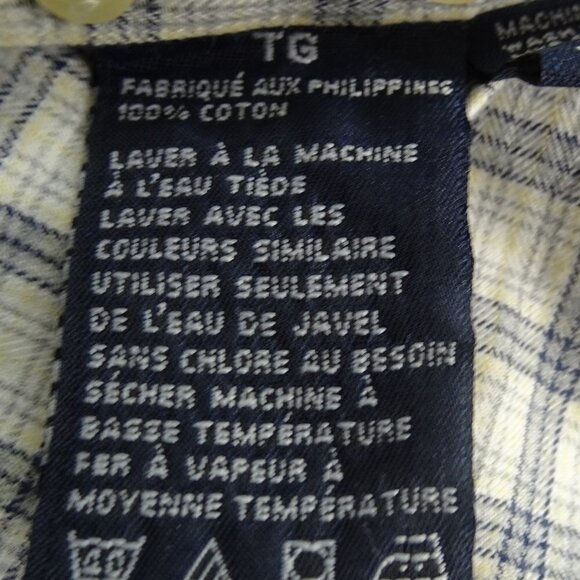 TG
FABRIQUÉ AUX PHILIPPINES
100% COTON
LAVER À LA MACHINE
À L'EAU TIÈDE
LAVER AVEC LES
COULEURS SIMILAIRE
UTILISER SEULEMENT
DE L'EAU DE JAVEL
SANS CHLORE AU BESOIN
SÉCHER MACHINE À
BASSE TEMPÉRATURE
FER À VAPEUR À
MOYENNE TEMPÉRATURE
40